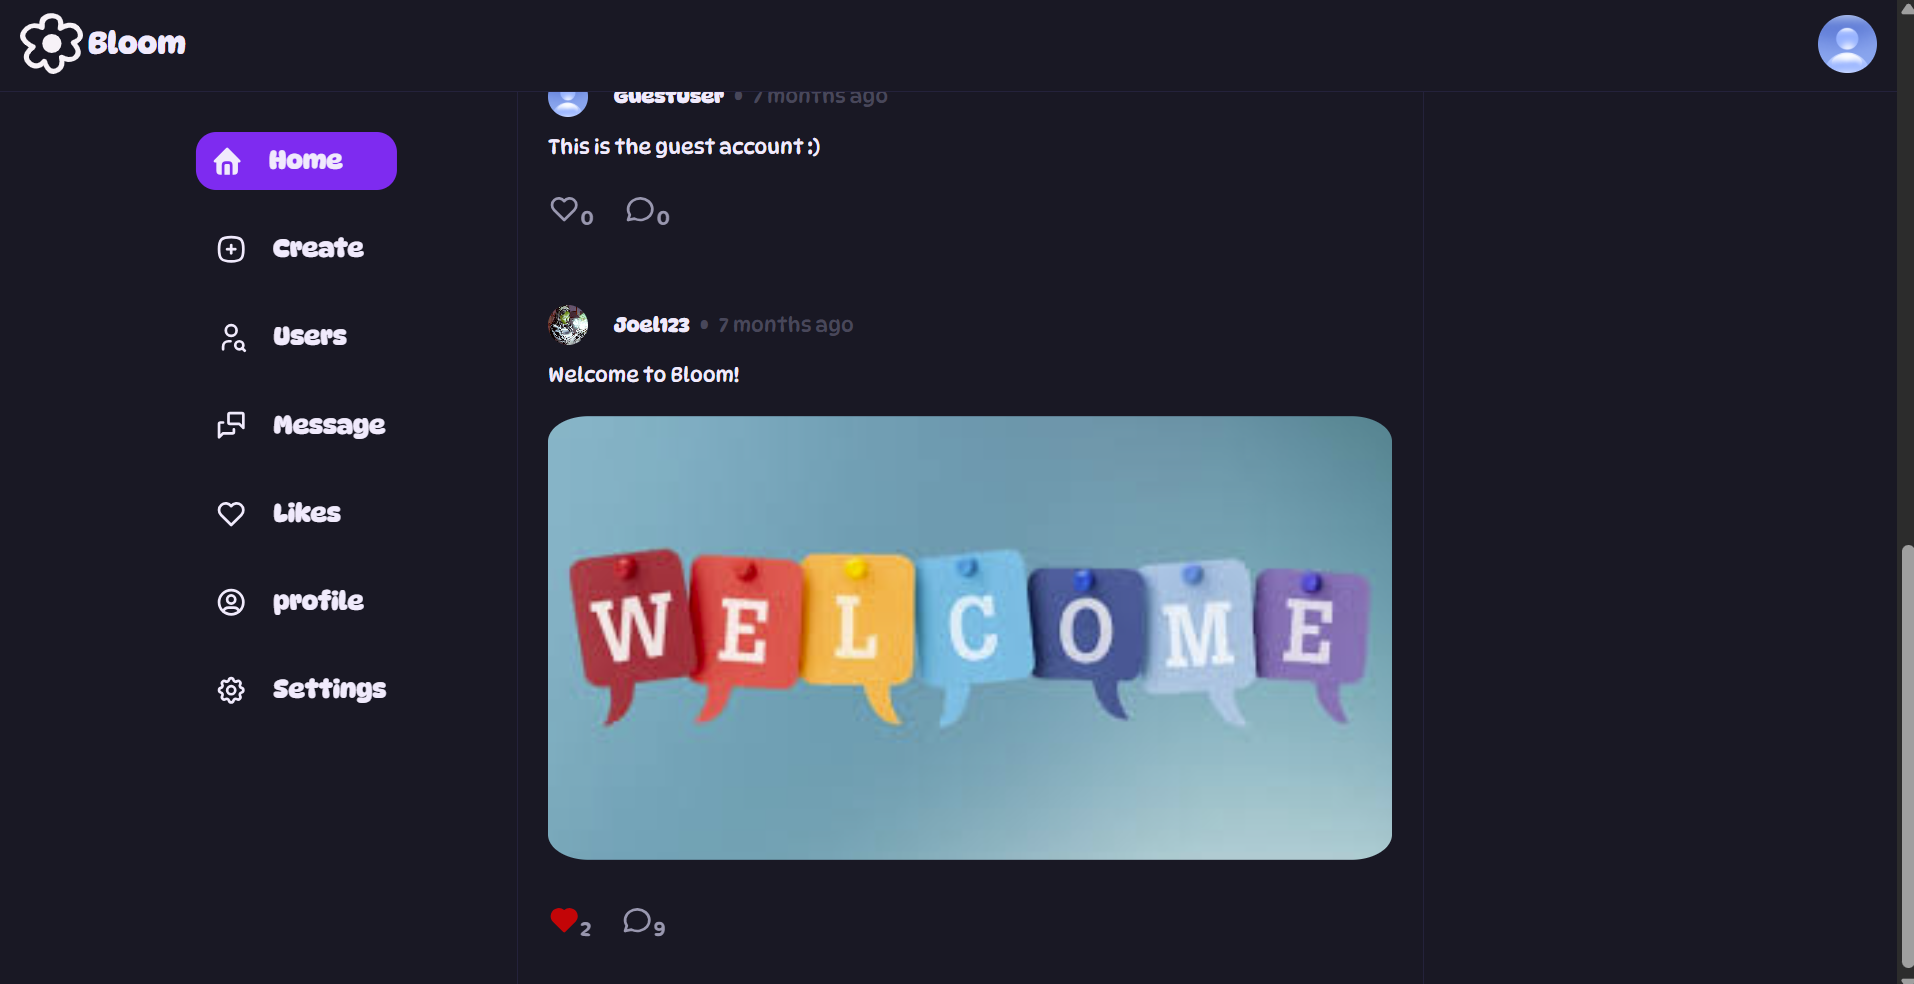 Bloom
Home
Create
Users
Message
Likes
profile
Settings
GuestUser • 7 months ago
This is the guest account :)
0 0
Joel123 • 7 months ago
Welcome to Bloom!
WELCOME
2 9